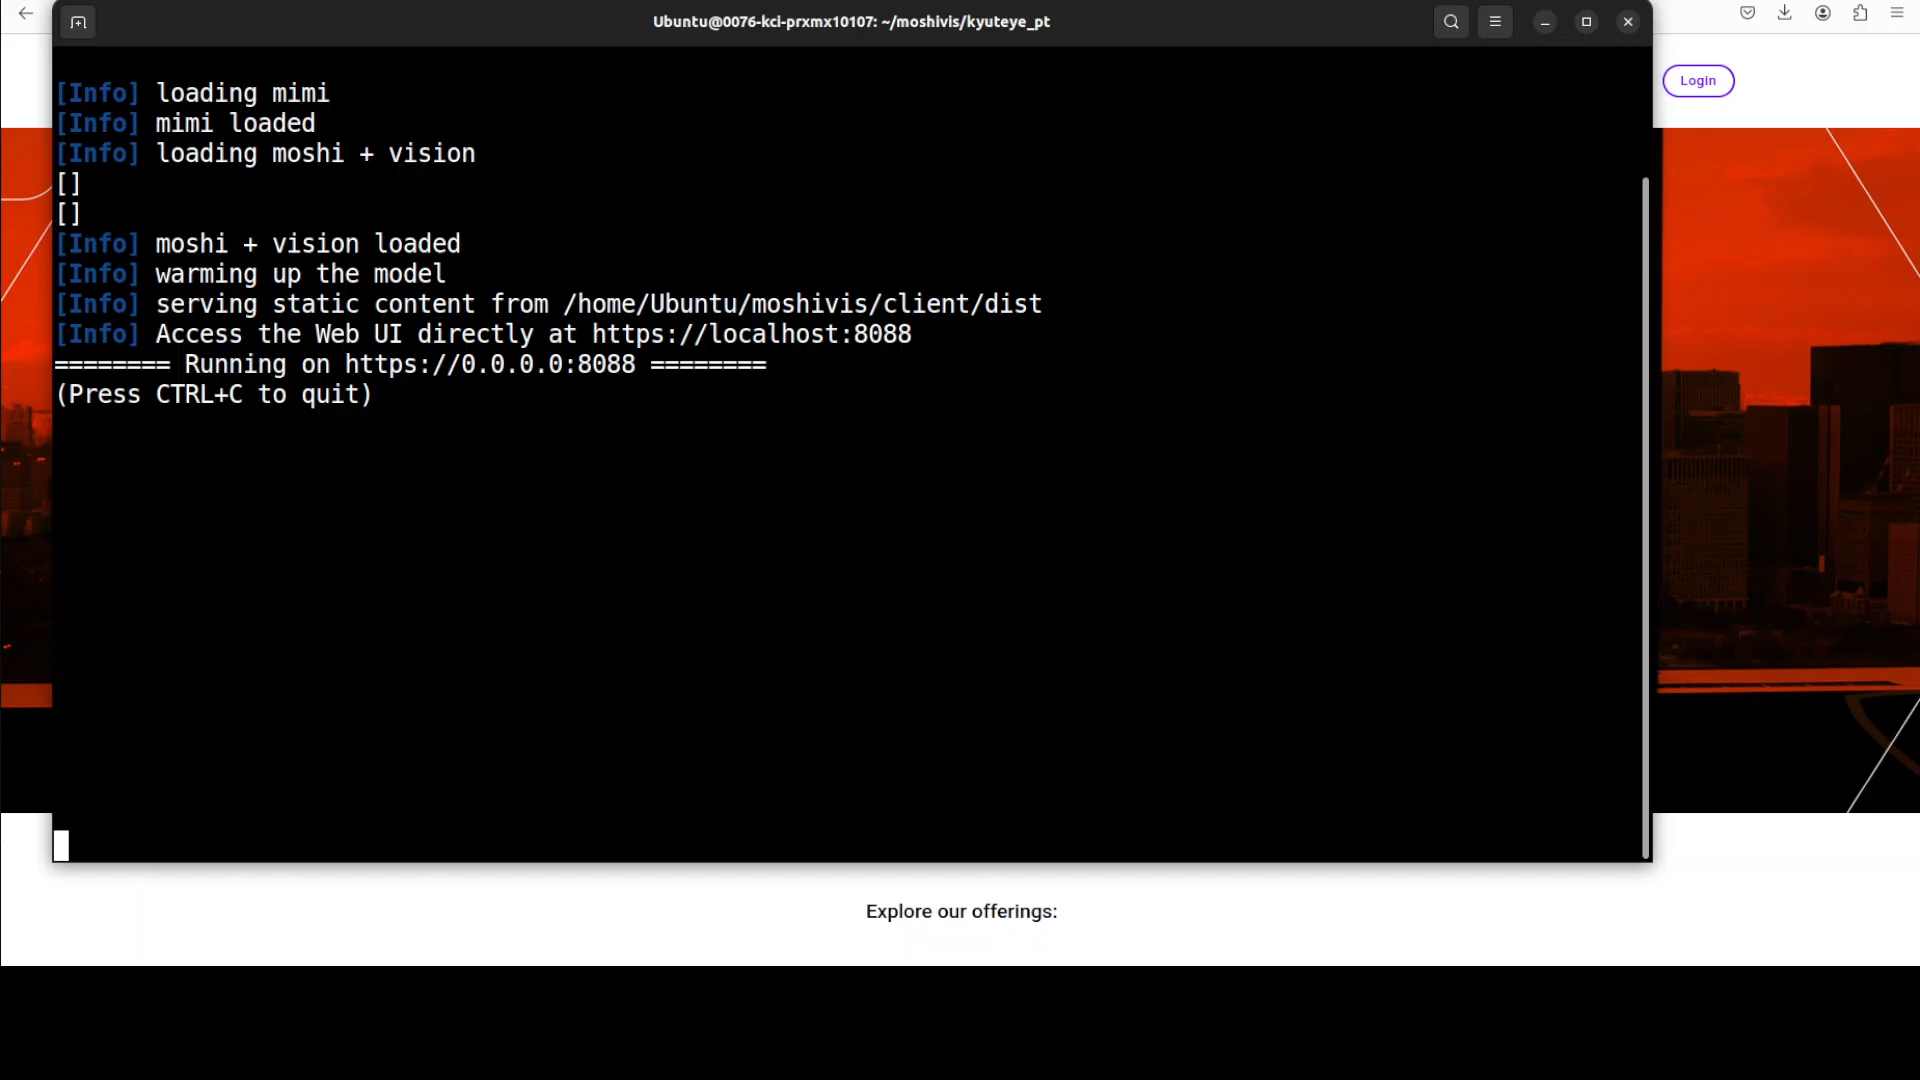 Ubuntu@0076-kci-prxmx10107: ~/moshivis/kyuteye_pt
Login
[Info] loading mimi
[Info] mimi loaded
[Info] loading moshi + vision
[]
[]
[Info] moshi + vision loaded
[Info] warming up the model
[Info] serving static content from /home/Ubuntu/moshivis/client/dist
[Info] Access the Web UI directly at https://localhost:8088
======== Running on https://0.0.0.0:8088 ========
(Press CTRL+C to quit)
Explore our offerings: